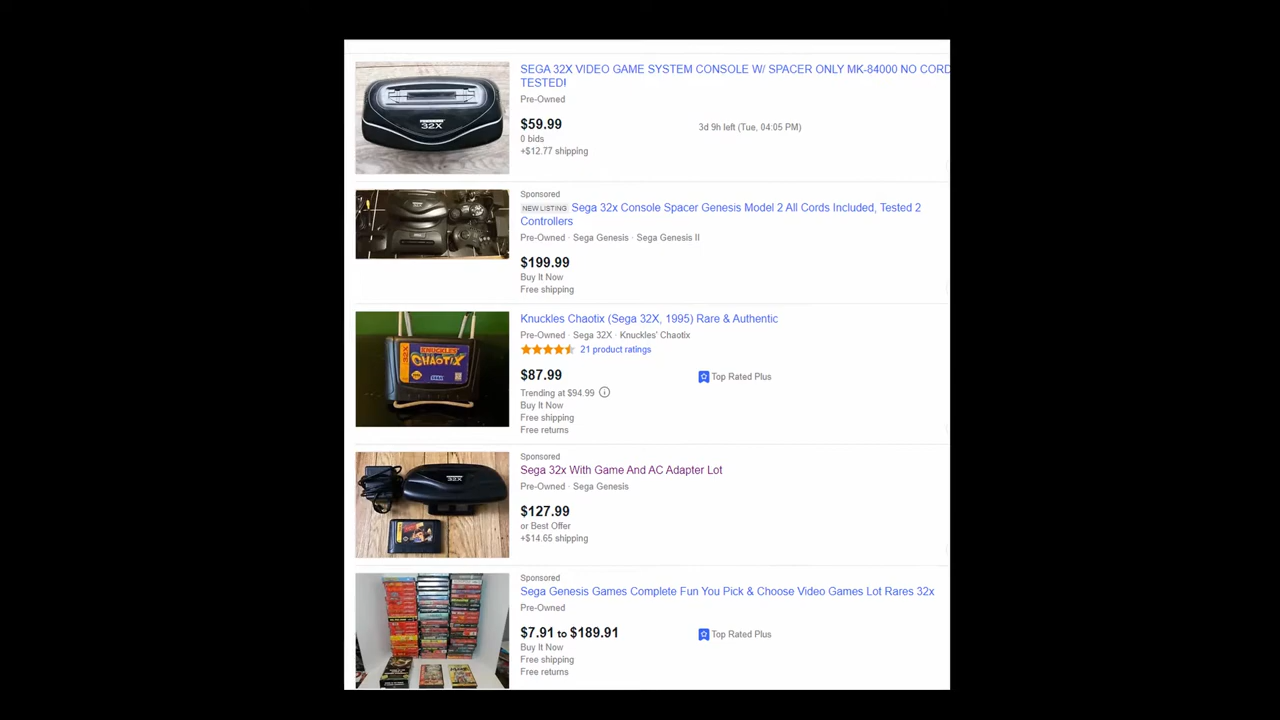 SEGA 32X VIDEO GAME SYSTEM CONSOLE W/ SPACER ONLY MK-84000 NO CORD
TESTED!
Pre-Owned
$59.99
3d 9h left (Tue, 04:05 PM)
0 bids
+$12.77 shipping
32X
Sponsored
NEW LISTING Sega 32x Console Spacer Genesis Model 2 All Cords Included, Tested 2
Controllers
Pre-Owned · Sega Genesis · Sega Genesis II
$199.99
Buy It Now
Free shipping
Knuckles Chaotix (Sega 32X, 1995) Rare & Authentic
Pre-Owned · Sega 32X · Knuckles' Chaotix
21 product ratings
$87.99
Top Rated Plus
Trending at $94.99
Buy It Now
Free shipping
Free returns
32X
KNUCKLES'
CHAOTIX
SEGA
Sponsored
Sega 32x With Game And AC Adapter Lot
Pre-Owned · Sega Genesis
$127.99
or Best Offer
+$14.65 shipping
32X
Sponsored
Sega Genesis Games Complete Fun You Pick & Choose Video Games Lot Rares 32x
Pre-Owned
$7.91 to $189.91
Top Rated Plus
Buy It Now
Free shipping
Free returns